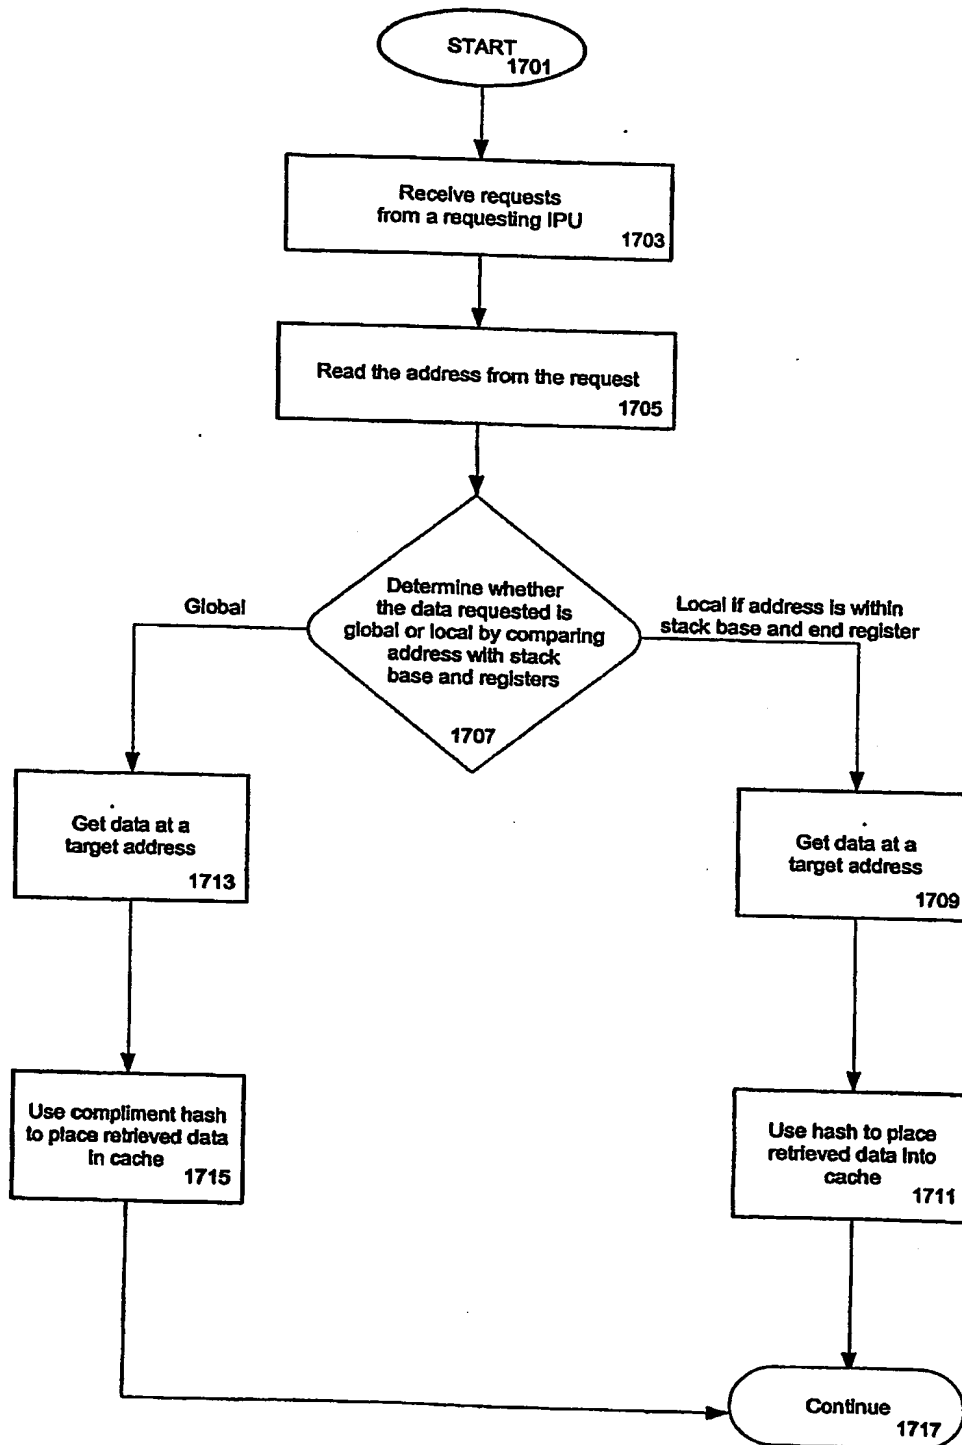 START
1701
Receive requests
from a requesting IPU
1703
Read the address from the request
1705
Determine whether
the data requested is
global or local by comparing
address with stack
base and registers
1707
Global
Local if address is within
stack base and end register
Get data at a
target address
1713
Get data at a
target address
1709
Use compliment hash
to place retrieved data
in cache
1715
Use hash to place
retrieved data into
cache
1711
Continue
1717